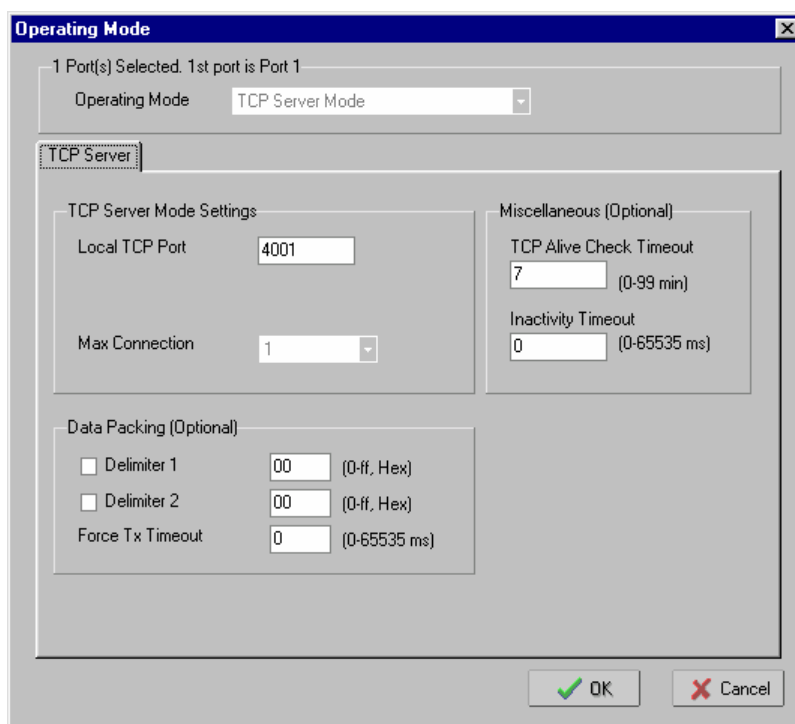 Operating Mode
1 Port(s) Selected. 1st port is Port 1
Operating Mode TCP Server Mode
TCP Server
TCP Server Mode Settings
Local TCP Port 4001
Max Connection 1
Miscellaneous (Optional)
TCP Alive Check Timeout
7 (0-99 min)
Inactivity Timeout
0 (0-65535 ms)
Data Packing (Optional)
Delimiter 1 00 (0-ff, Hex)
Delimiter 2 00 (0-ff, Hex)
Force Tx Timeout 0 (0-65535 ms)
OK Cancel